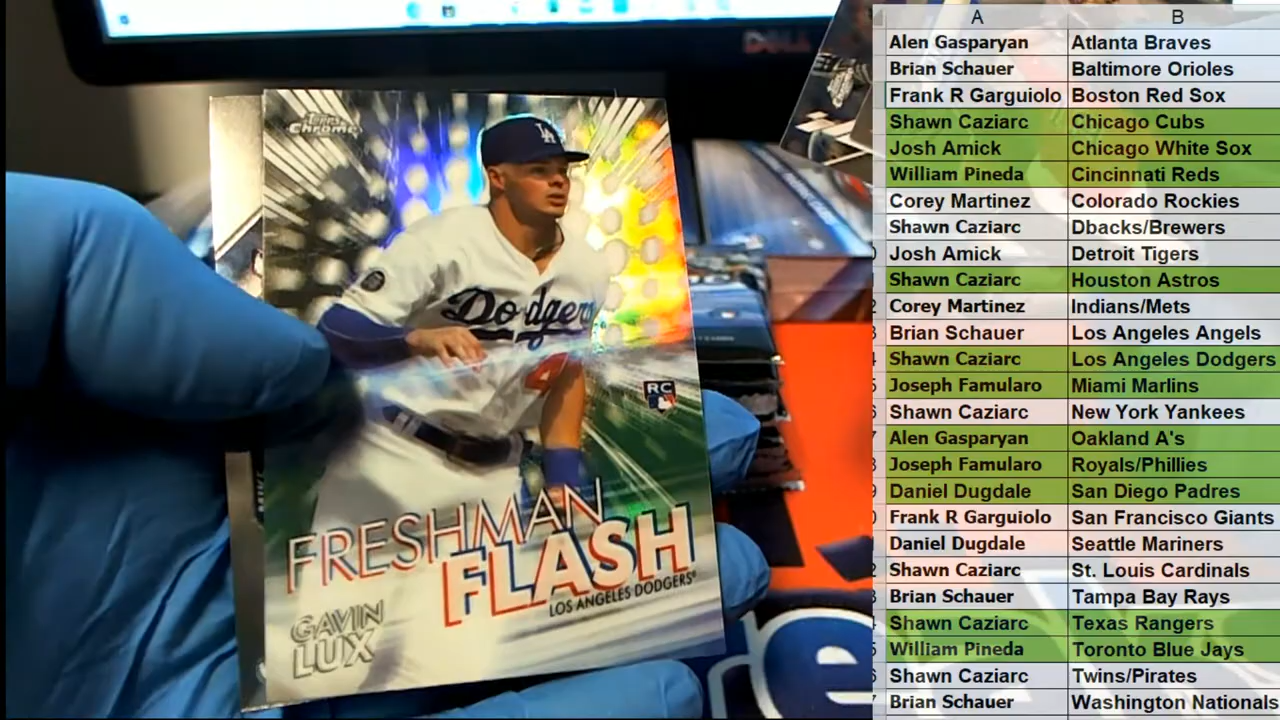 DELL
Topps
Chrome
LA
Dodgers
4
RC
FRESHMAN
FLASH
LOS ANGELES DODGERS
GAVIN
LUX
e
A B
Alen Gasparyan Atlanta Braves
Brian Schauer Baltimore Orioles
Frank R Garguiolo Boston Red Sox
Shawn Caziarc Chicago Cubs
Josh Amick Chicago White Sox
William Pineda Cincinnati Reds
Corey Martinez Colorado Rockies
Shawn Caziarc Dbacks/Brewers
Josh Amick Detroit Tigers
Shawn Caziarc Houston Astros
Corey Martinez Indians/Mets
Brian Schauer Los Angeles Angels
Shawn Caziarc Los Angeles Dodgers
Joseph Famularo Miami Marlins
Shawn Caziarc New York Yankees
Alen Gasparyan Oakland A's
Joseph Famularo Royals/Phillies
Daniel Dugdale San Diego Padres
Frank R Garguiolo San Francisco Giants
Daniel Dugdale Seattle Mariners
Shawn Caziarc St. Louis Cardinals
Brian Schauer Tampa Bay Rays
Shawn Caziarc Texas Rangers
William Pineda Toronto Blue Jays
Shawn Caziarc Twins/Pirates
Brian Schauer Washington Nationals